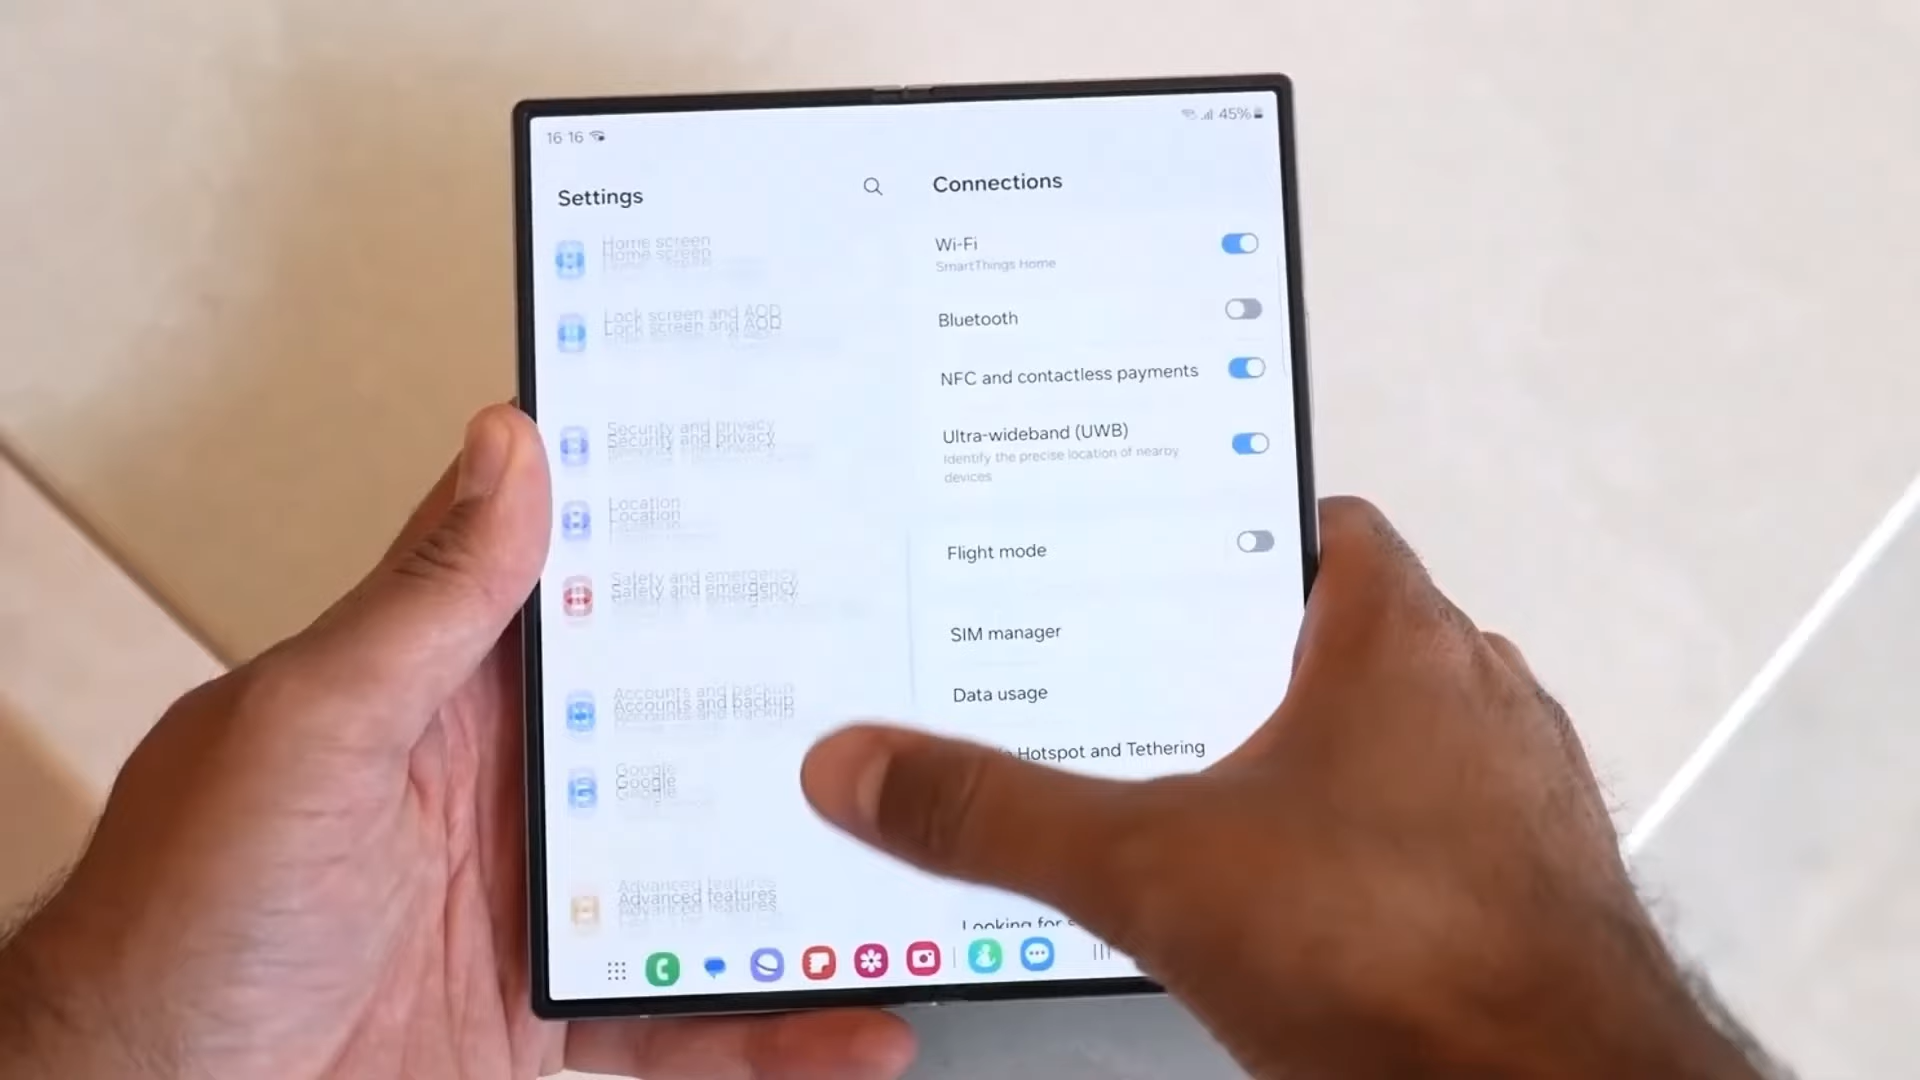 16 16
45%
Settings
Connections
Home screen
Lock screen and AOD
Security and privacy
Location
Safety and emergency
Accounts and backup
Google
Advanced features
Wi-Fi
SmartThings Home
Bluetooth
NFC and contactless payments
Ultra-wideband (UWB)
Identify the precise location of nearby
devices
Flight mode
SIM manager
Data usage
Hotspot and Tethering
Looking for